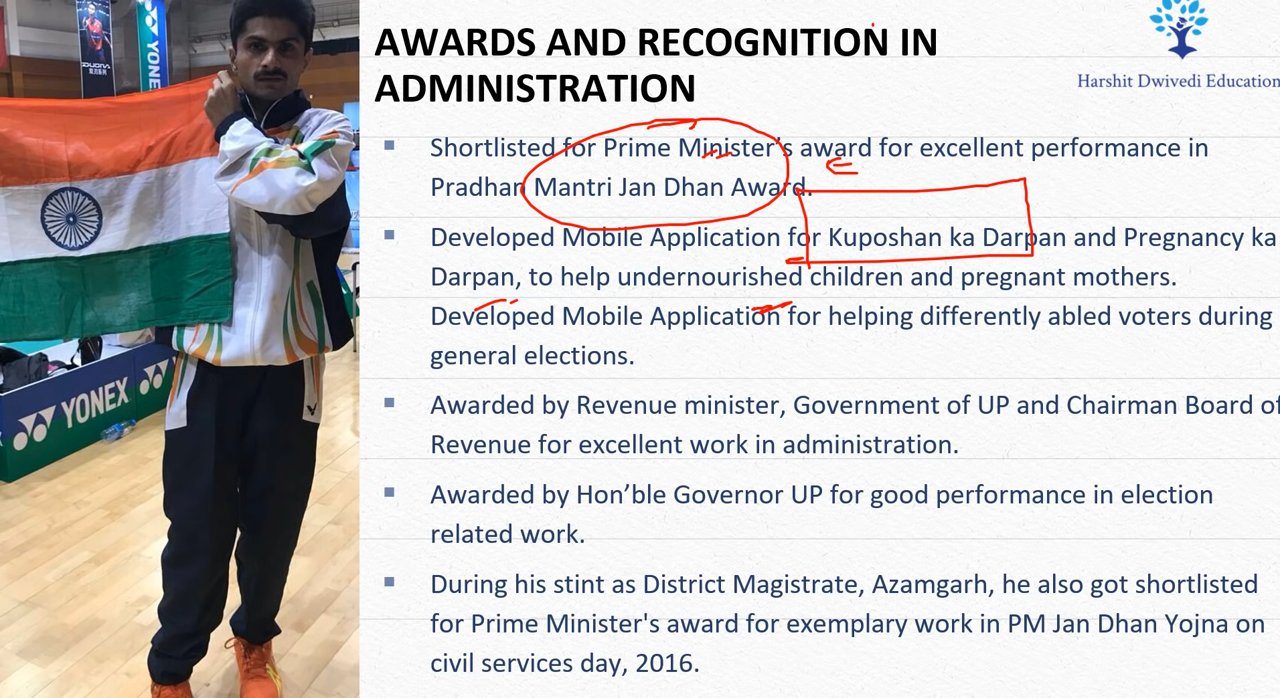 AWARDS AND RECOGNITION IN
ADMINISTRATION
Harshit Dwivedi Education
Shortlisted for Prime Minister's award for excellent performance in
Pradhan Mantri Jan Dhan Award.
Developed Mobile Application for Kuposhan ka Darpan and Pregnancy ka
Darpan, to help undernourished children and pregnant mothers.
Developed Mobile Application for helping differently abled voters during
general elections.
Awarded by Revenue minister, Government of UP and Chairman Board of
Revenue for excellent work in administration.
Awarded by Hon’ble Governor UP for good performance in election
related work.
During his stint as District Magistrate, Azamgarh, he also got shortlisted
for Prime Minister's award for exemplary work in PM Jan Dhan Yojna on
civil services day, 2016.
YONEX
YONEX